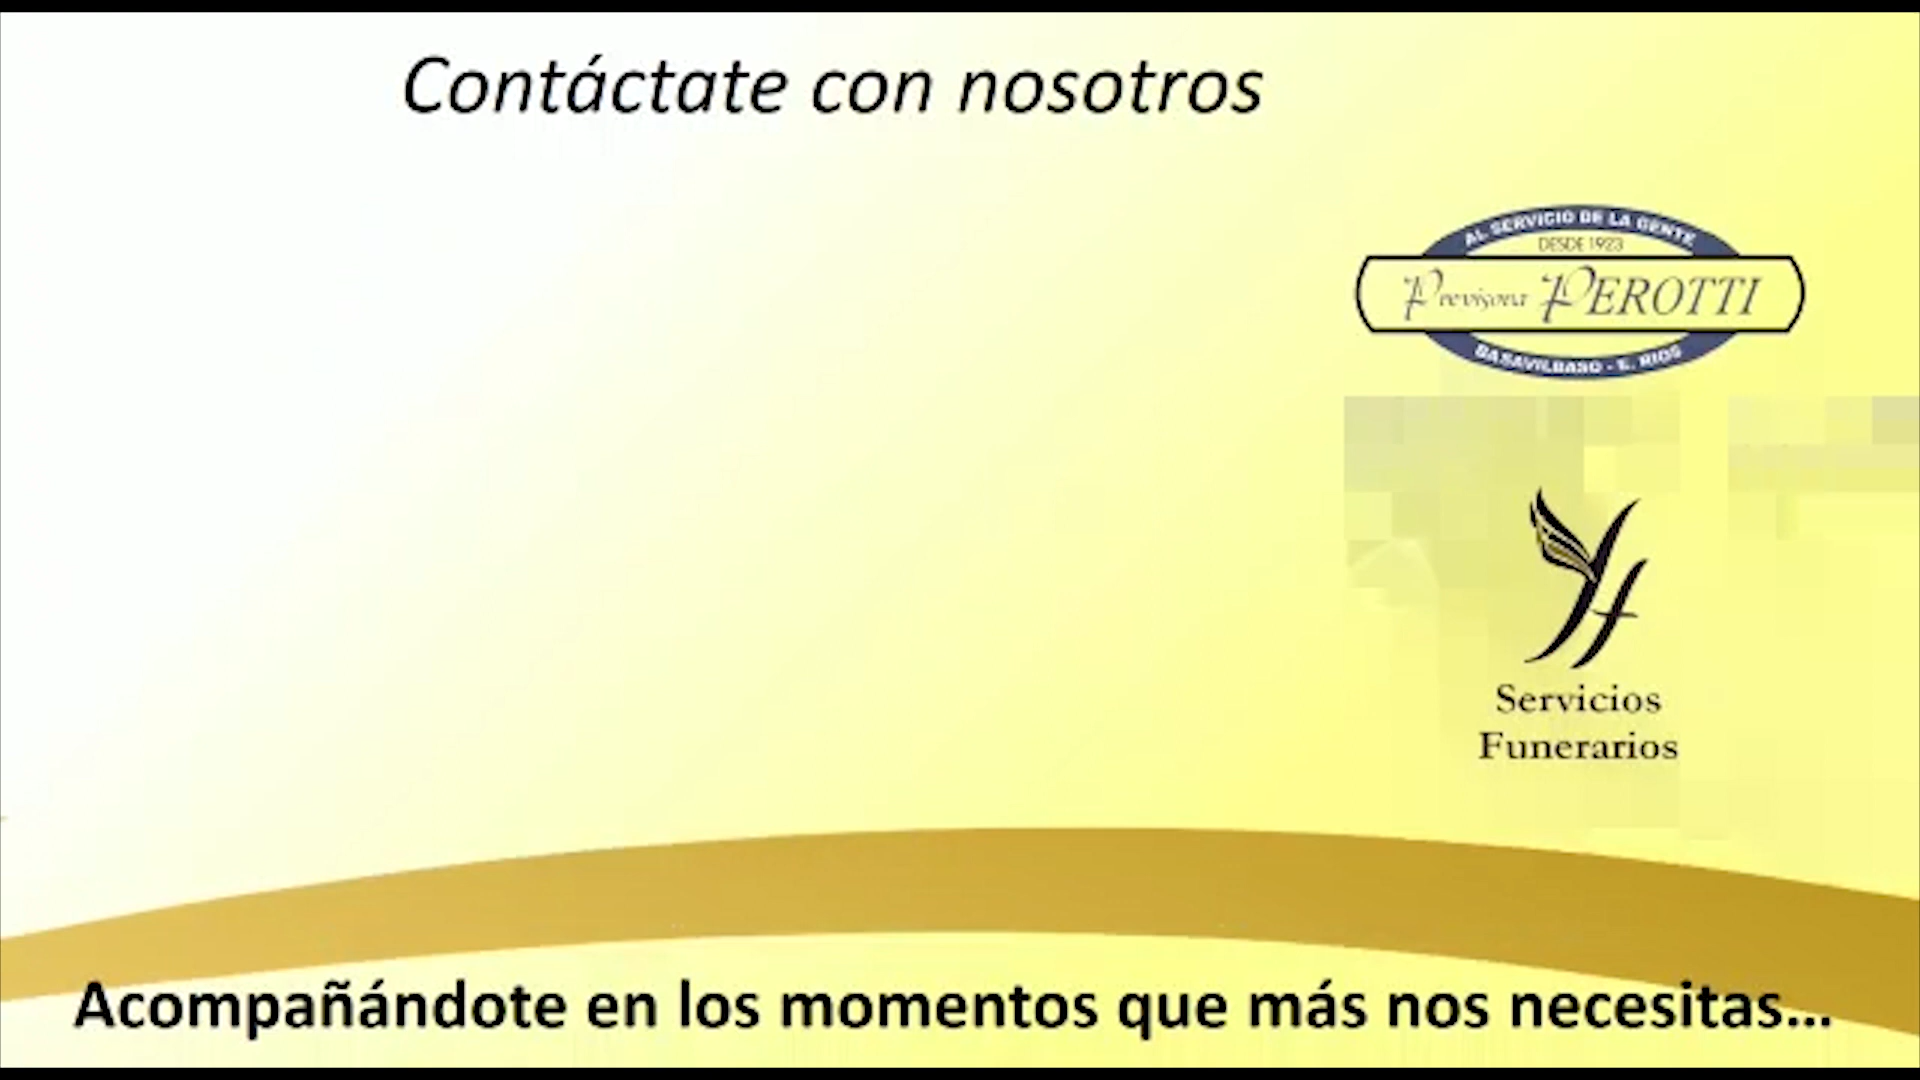 Contáctate con nosotros
AL SERVICIO DE LA GENTE
DESDE 1923
Previsora PEROTTI
BASAVILBASO - E. RIOS
Servicios
Funerarios
Acompañándote en los momentos que más nos necesitas...